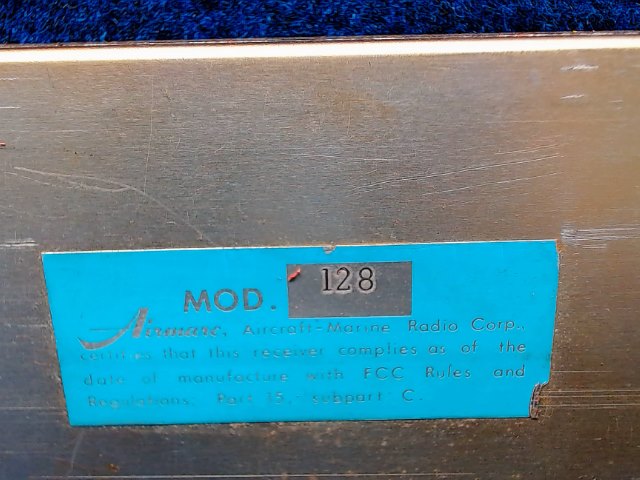 MOD. 128
Airmarc, Aircraft-Marine Radio Corp.,
certifies that this receiver complies as of the
date of manufacture with FCC Rules and
Regulations, Part 15, subpart C.